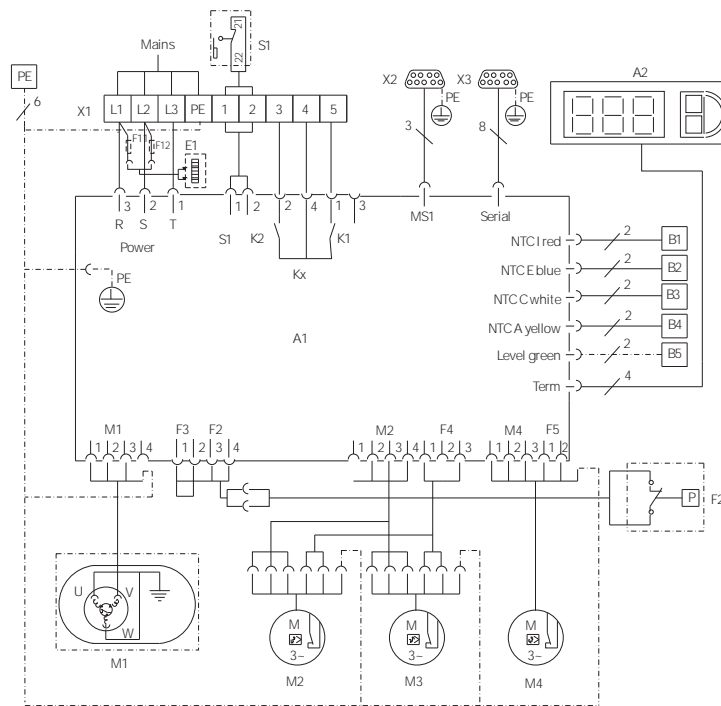 21
22
S1
Mains
PE
6
X1 L1 L2 L3 PE 1 2 3 4 5
F11 F12 E1
X2 X3
PE PE
3 8
A2
3 2 1 1 2 2 4 1 3
R S T
Power
S1 K2 K1
Kx
MS1 Serial
NTC I red 2 B1
NTC E blue 2 B2
NTC C white 2 B3
NTC A yellow 2 B4
Level green 2 B5
Term 4
PE
A1
M1 F3 F2 M2 F4 M4 F5
1 2 3 4 1 2 3 4 1 2 3 4 1 2 3 1 2 3 1 2
P F2
U V
W
M1
M
3~
M2
M
3~
M3
M
3~
M4